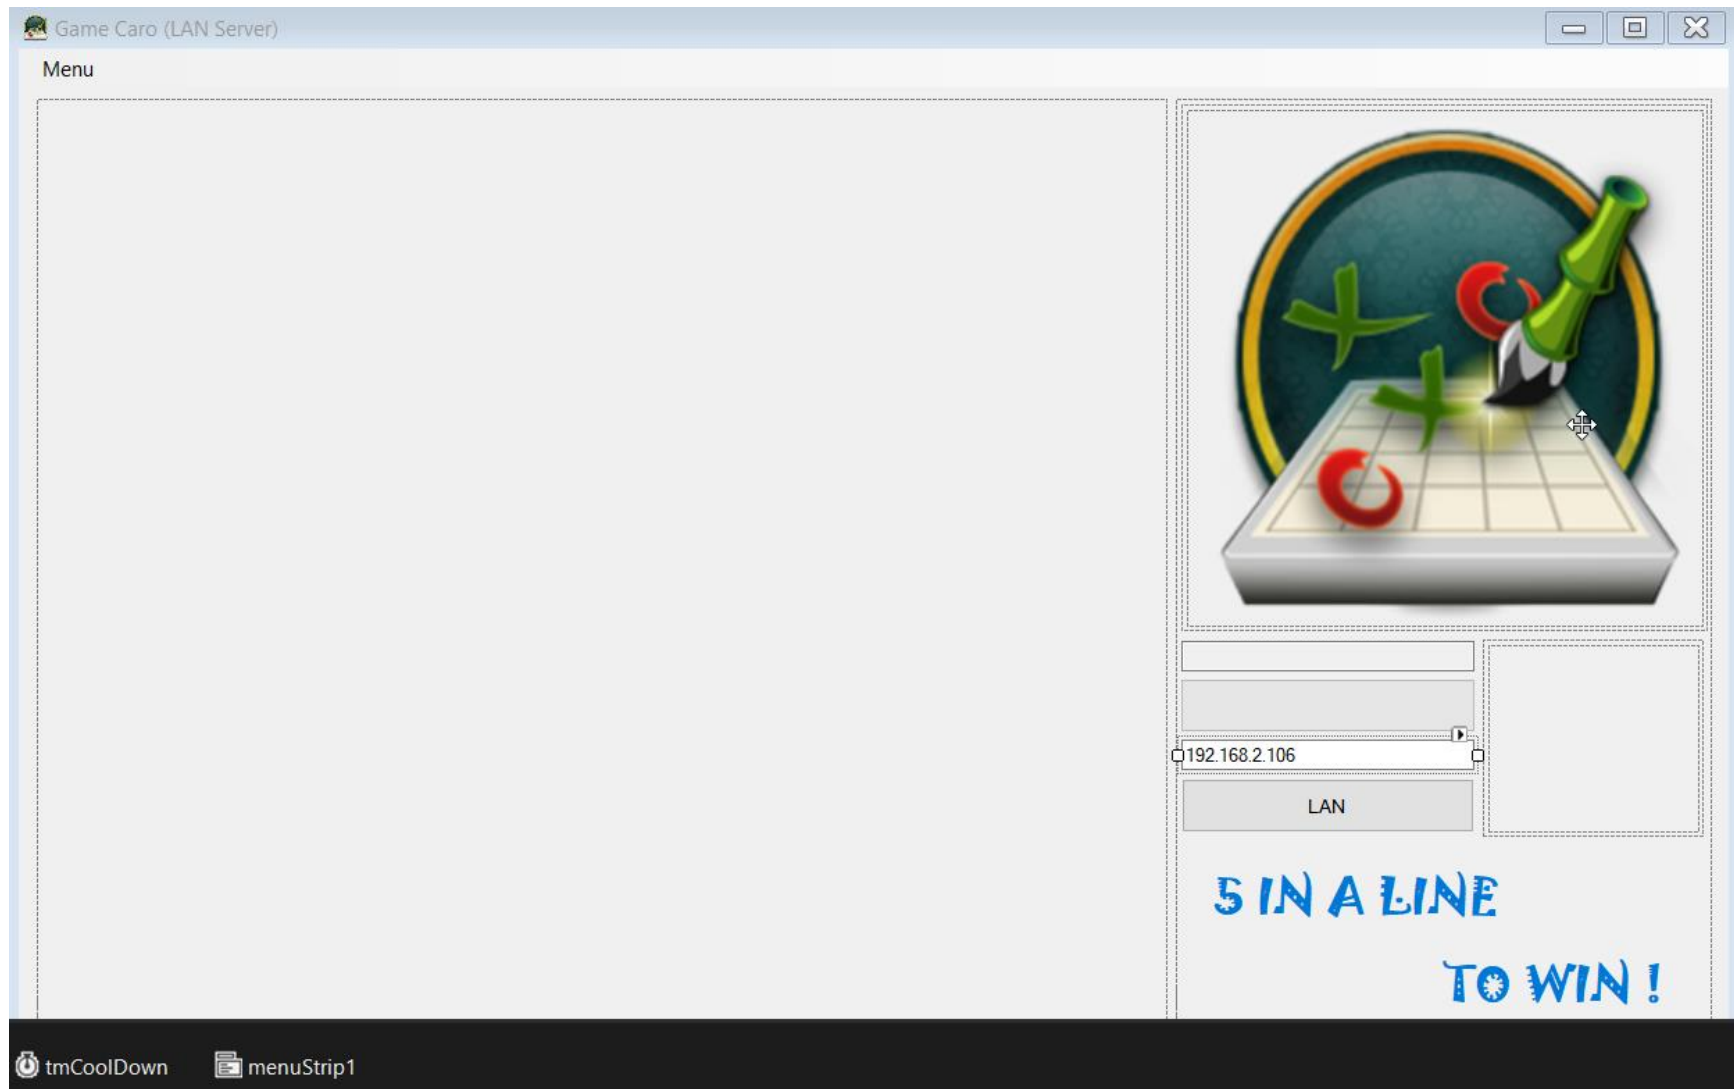 Game Caro (LAN Server)
Menu
192.168.2.106
LAN
5 IN A LINE
TO WIN !
tmCoolDown
menuStrip1